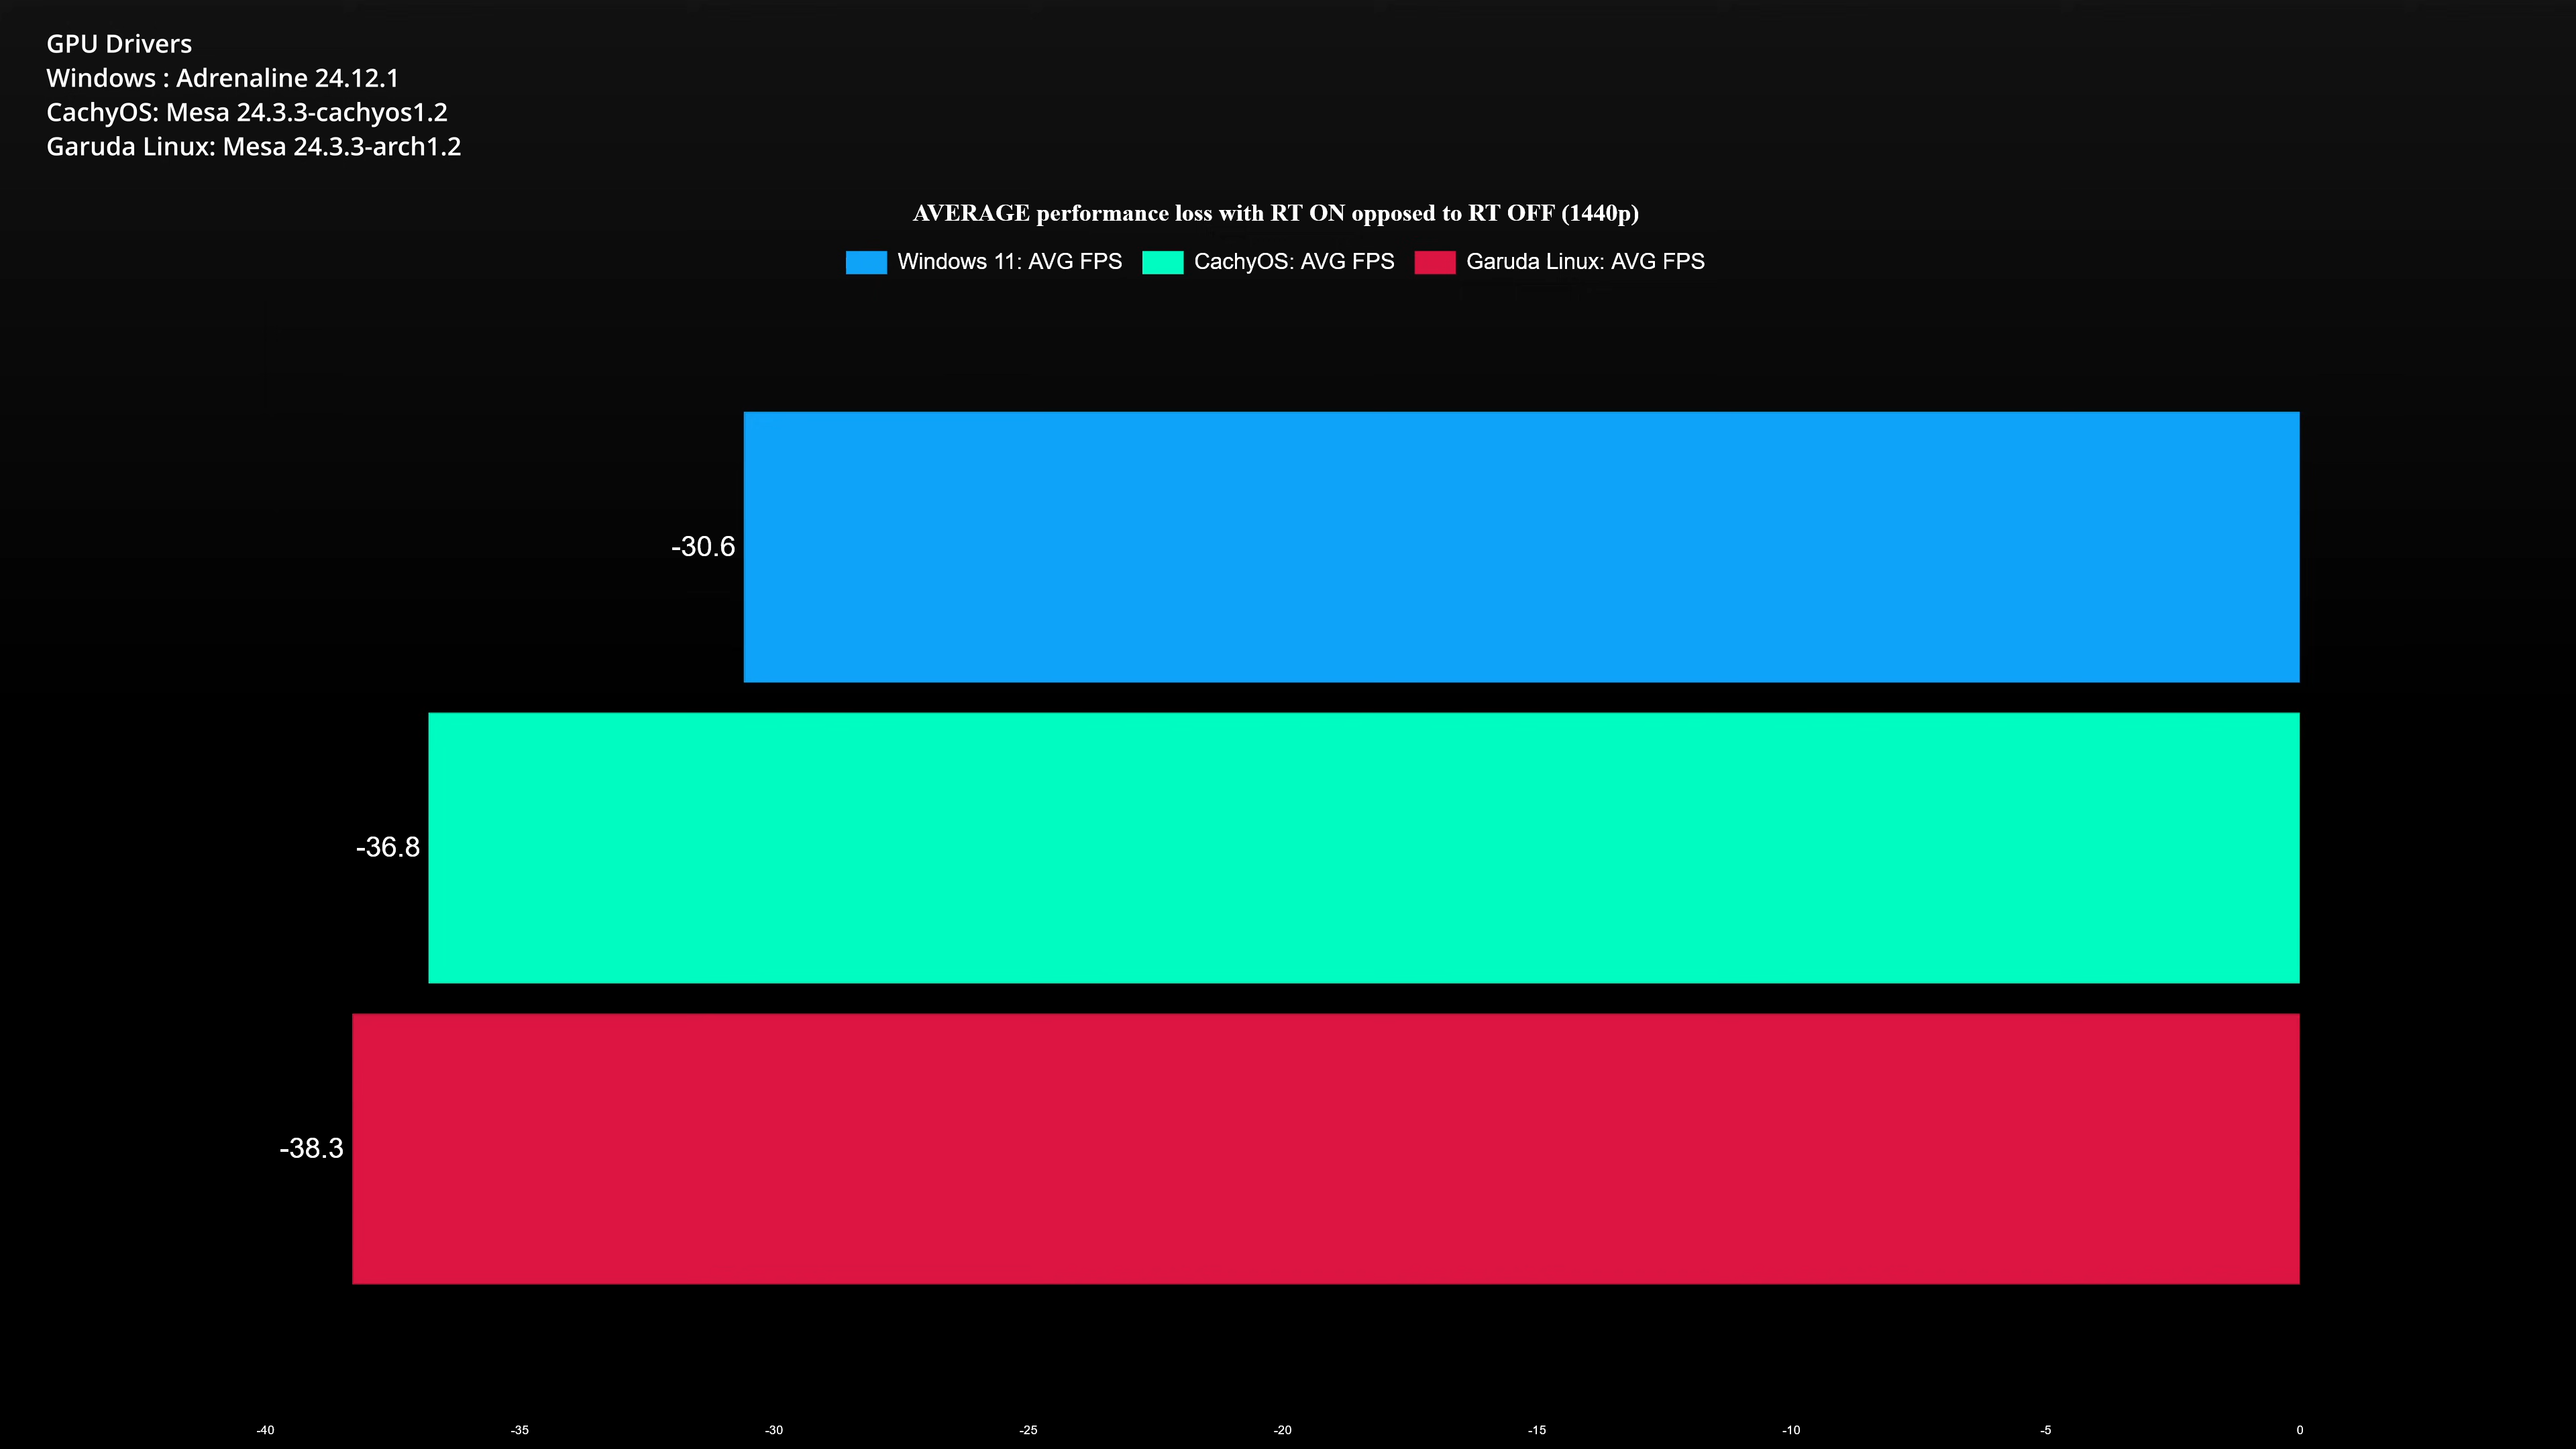 GPU Drivers
Windows : Adrenaline 24.12.1
CachyOS: Mesa 24.3.3-cachyos1.2
Garuda Linux: Mesa 24.3.3-arch1.2
AVERAGE performance loss with RT ON opposed to RT OFF (1440p)
Windows 11: AVG FPS CachyOS: AVG FPS Garuda Linux: AVG FPS
-30.6
-36.8
-38.3
-40 -35 -30 -25 -20 -15 -10 -5 0